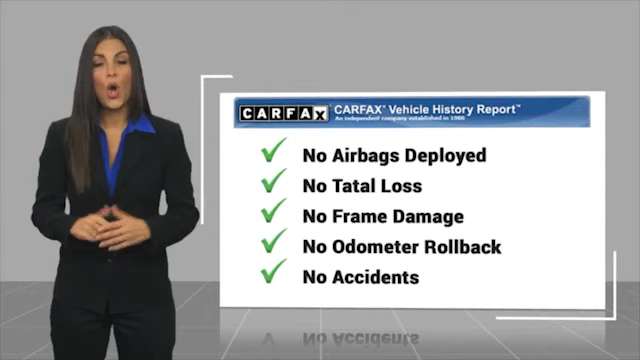 CARFAX CARFAX® Vehicle History Report™
An independent company established in 1986
No Airbags Deployed
No Tatal Loss
No Frame Damage
No Odometer Rollback
No Accidents